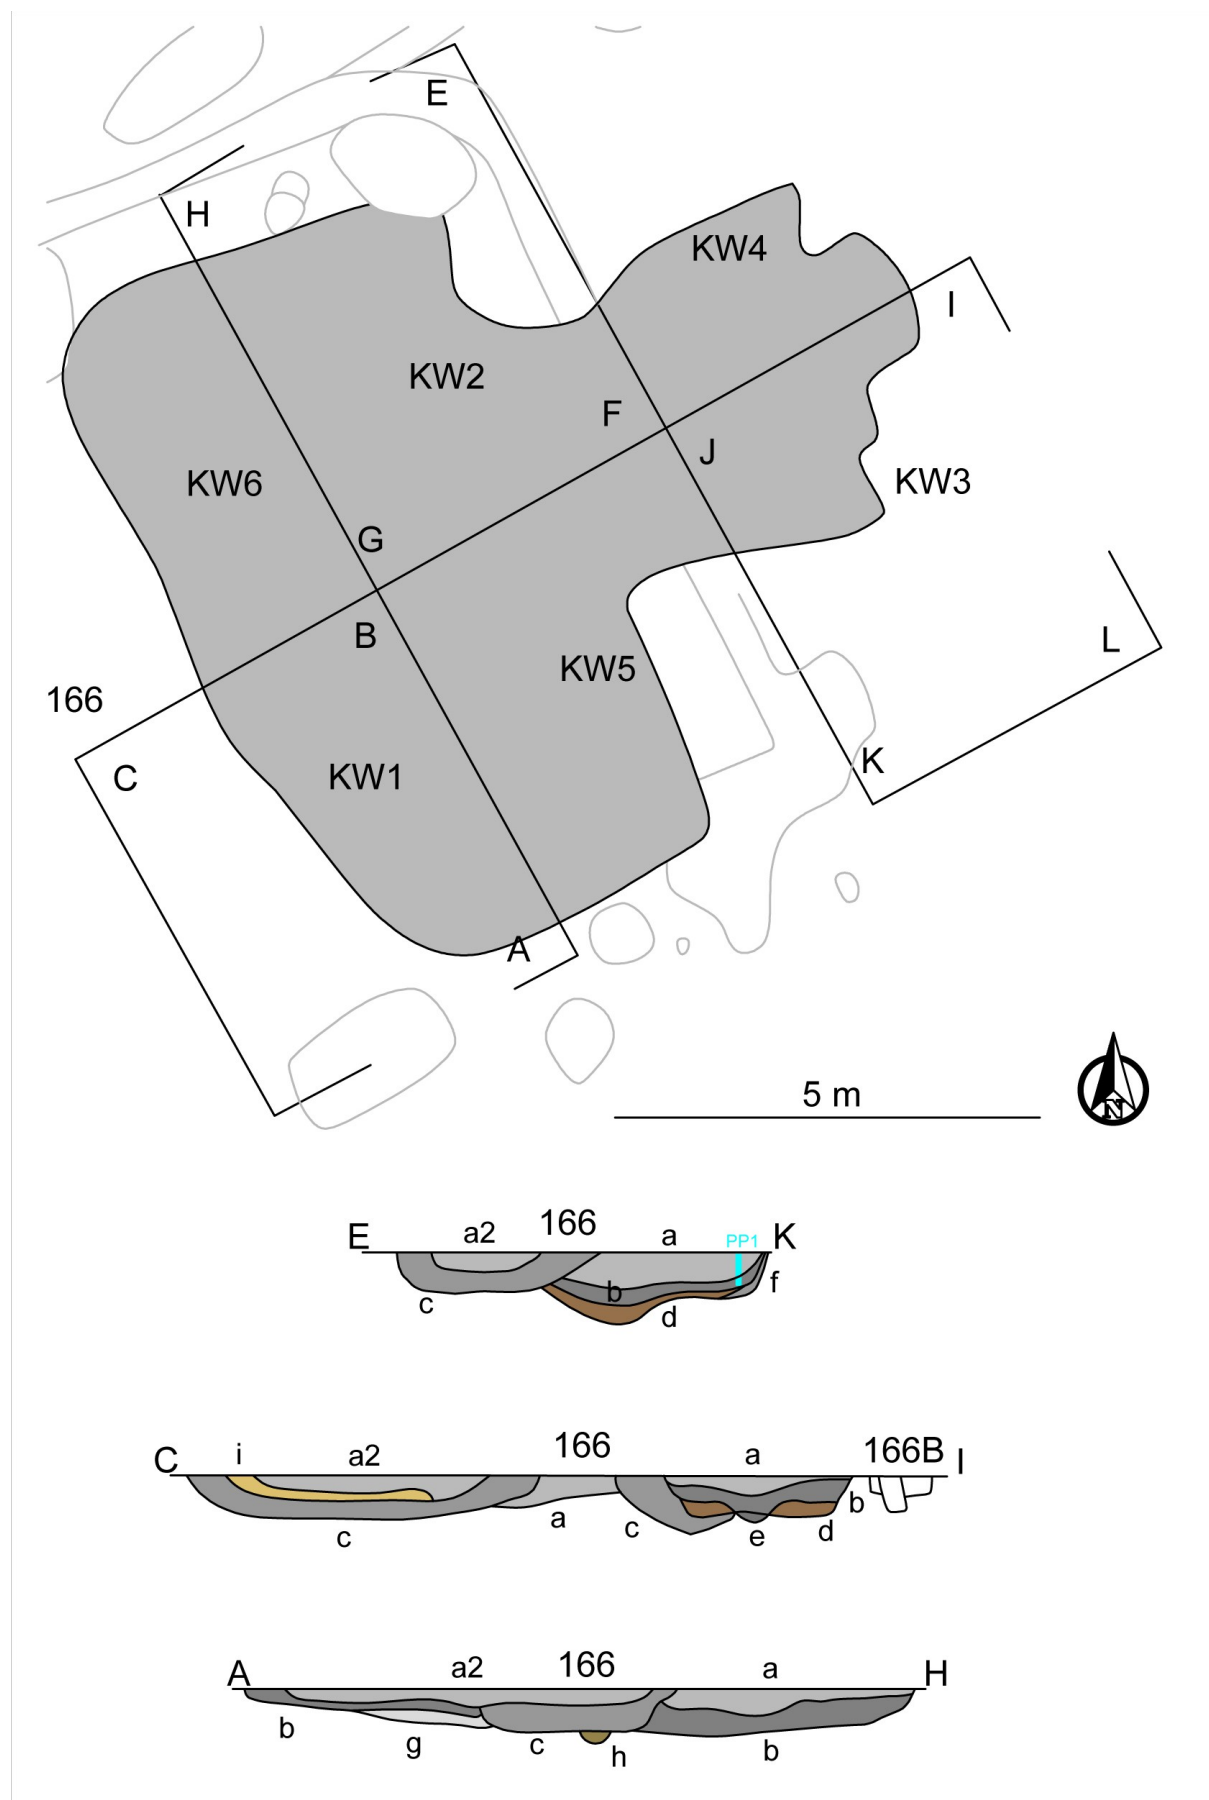 E
H
KW4
I
KW2
F
J
KW6
KW3
G
B
L
KW5
166
C
KW1
K
A
5 m
N
E a2 166 a PP1 K
c b d f
C i a2 166 a 166B I
c a c e d b
A a2 166 a H
b g c h b